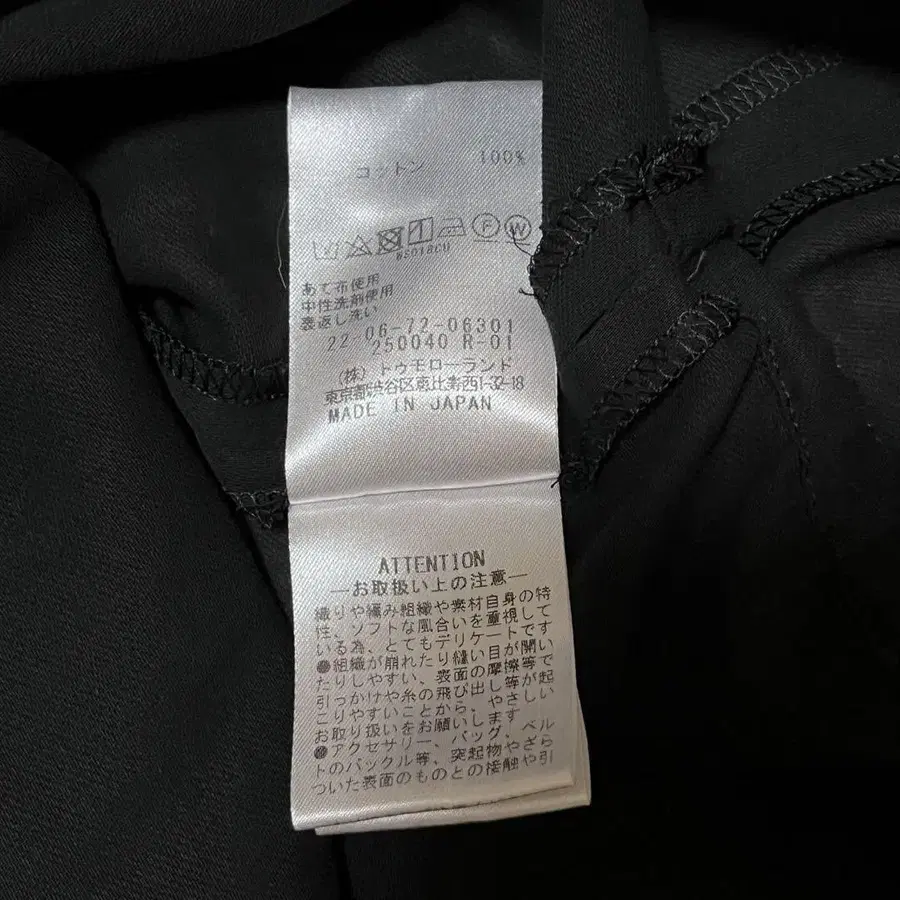 コットン 100%
F W
WE018CU
あて布使用
中性洗剤使用
裏返し洗い
22-06-72-06301
250040 R-01
(株) トゥモローランド
東京都渋谷区恵比寿西1-32-18
MADE IN JAPAN
ATTENTION
—お取扱い上の注意—
織りや編み組織や素材自身の特
性、ソフトな風合いを重視して
いる為、とてもデリケートです
●組織が崩れたり縫い目が開い
たりしやすい、表面の摩擦等で
引っかけや糸の飛び出し等が起
こりやすいことから、やさしい
お取り扱いをお願いします
●アクセサリー、バッグ、ベル
トのバックル等、突起物やざら
ついた表面のものとの接触や引